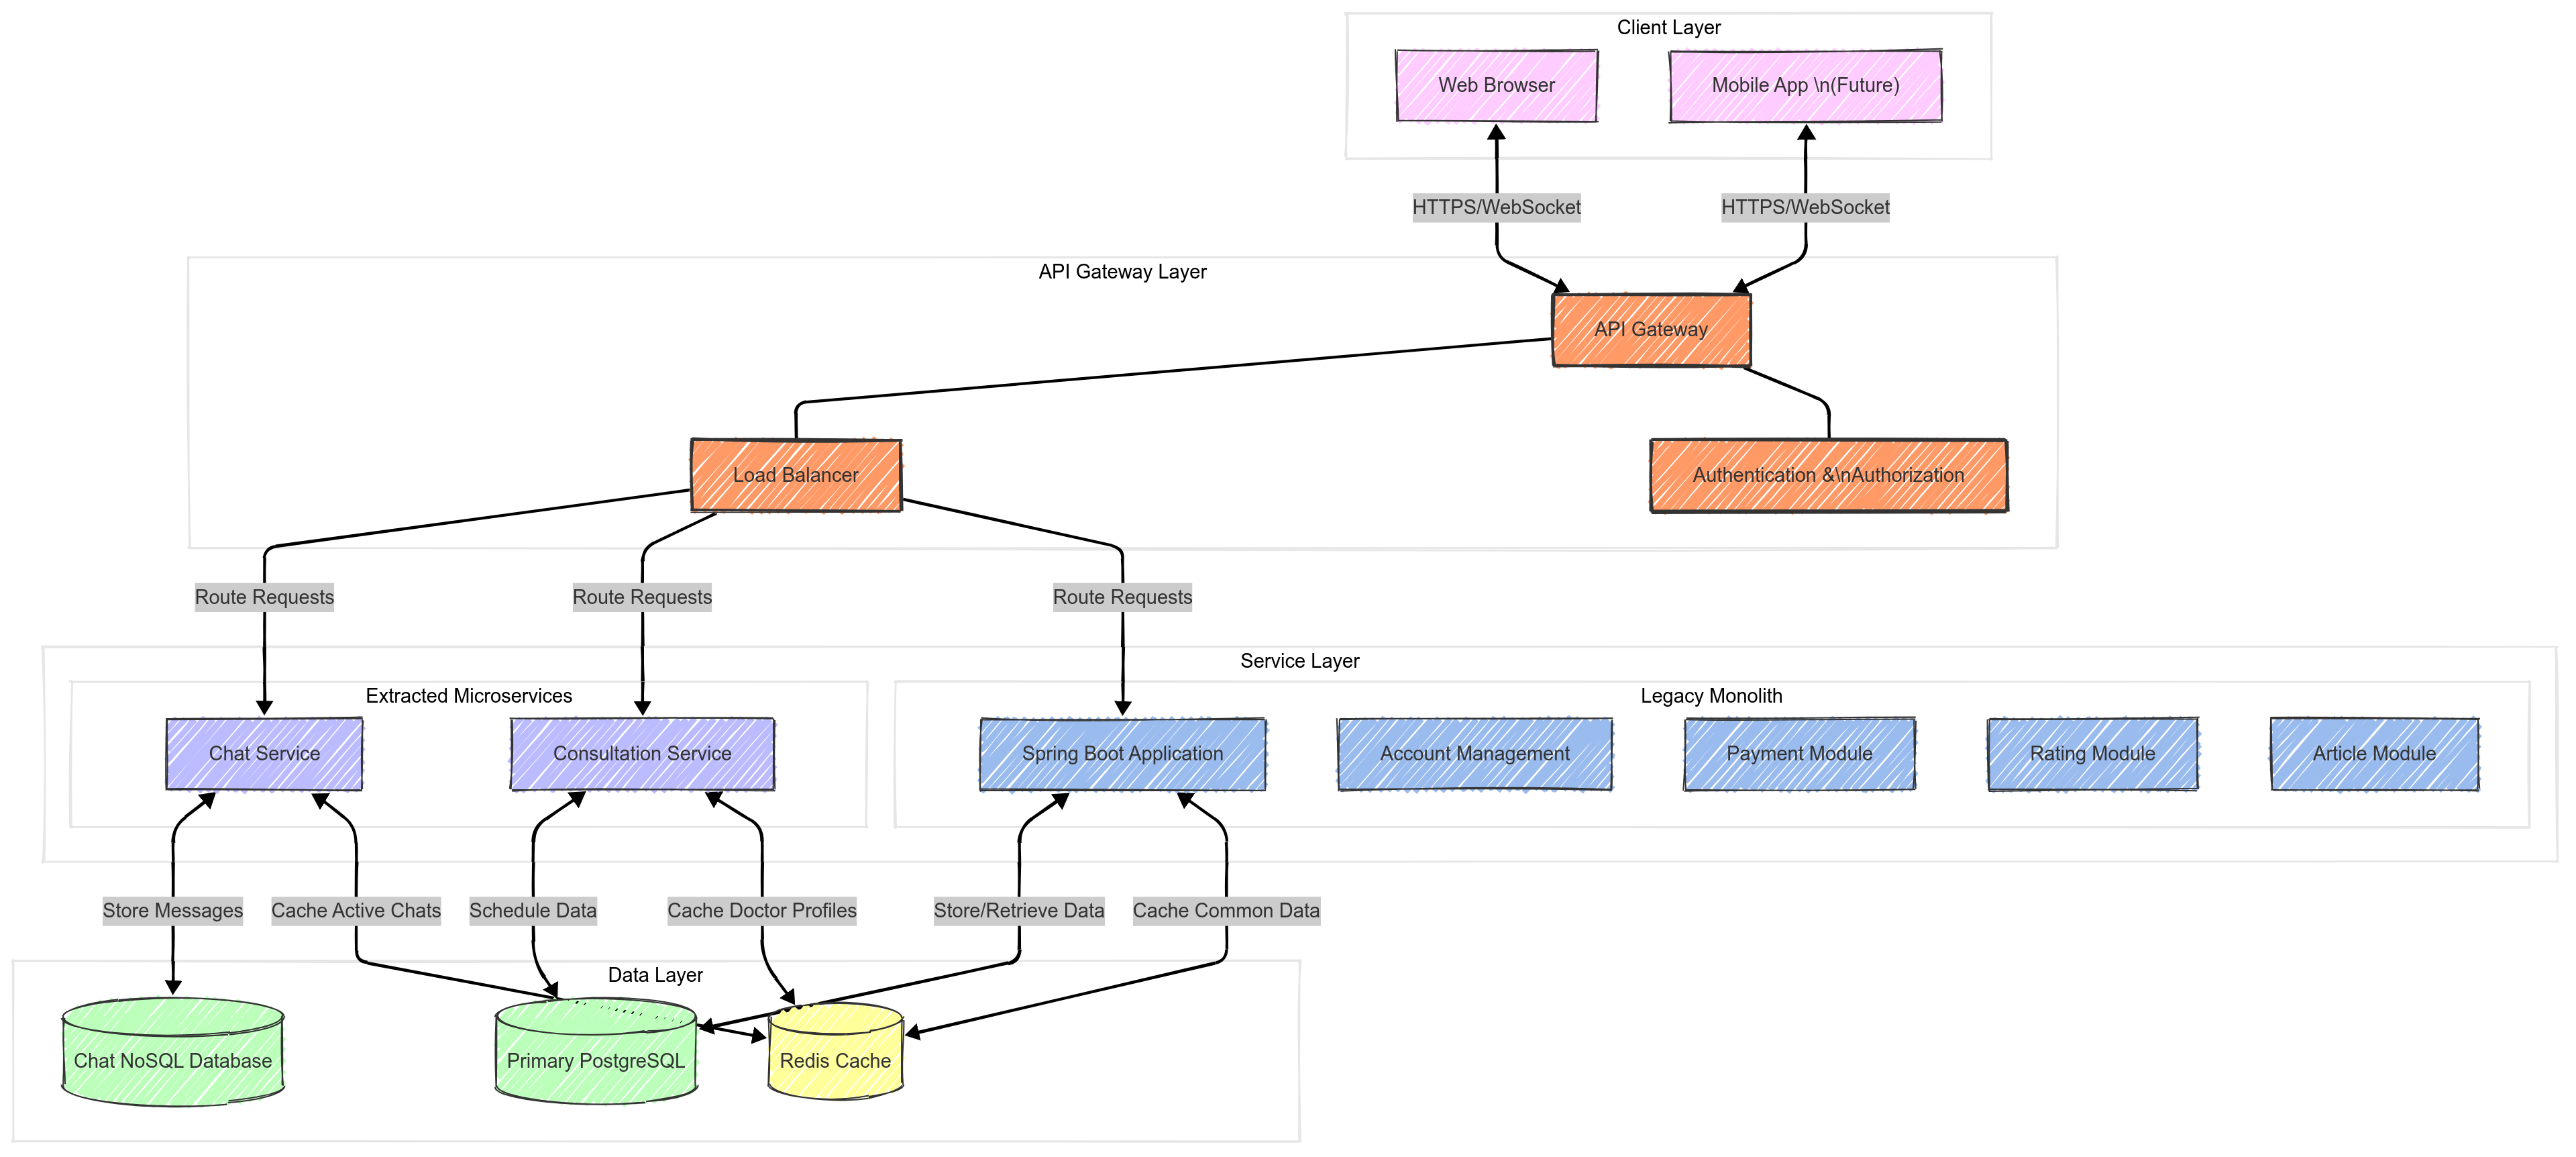 Client Layer
Web Browser
Mobile App \n(Future)
HTTPS/WebSocket
HTTPS/WebSocket
API Gateway Layer
API Gateway
Load Balancer
Authentication &\nAuthorization
Route Requests
Route Requests
Route Requests
Service Layer
Extracted Microservices
Legacy Monolith
Chat Service
Consultation Service
Spring Boot Application
Account Management
Payment Module
Rating Module
Article Module
Store Messages
Cache Active Chats
Schedule Data
Cache Doctor Profiles
Store/Retrieve Data
Cache Common Data
Data Layer
Chat NoSQL Database
Primary PostgreSQL
Redis Cache